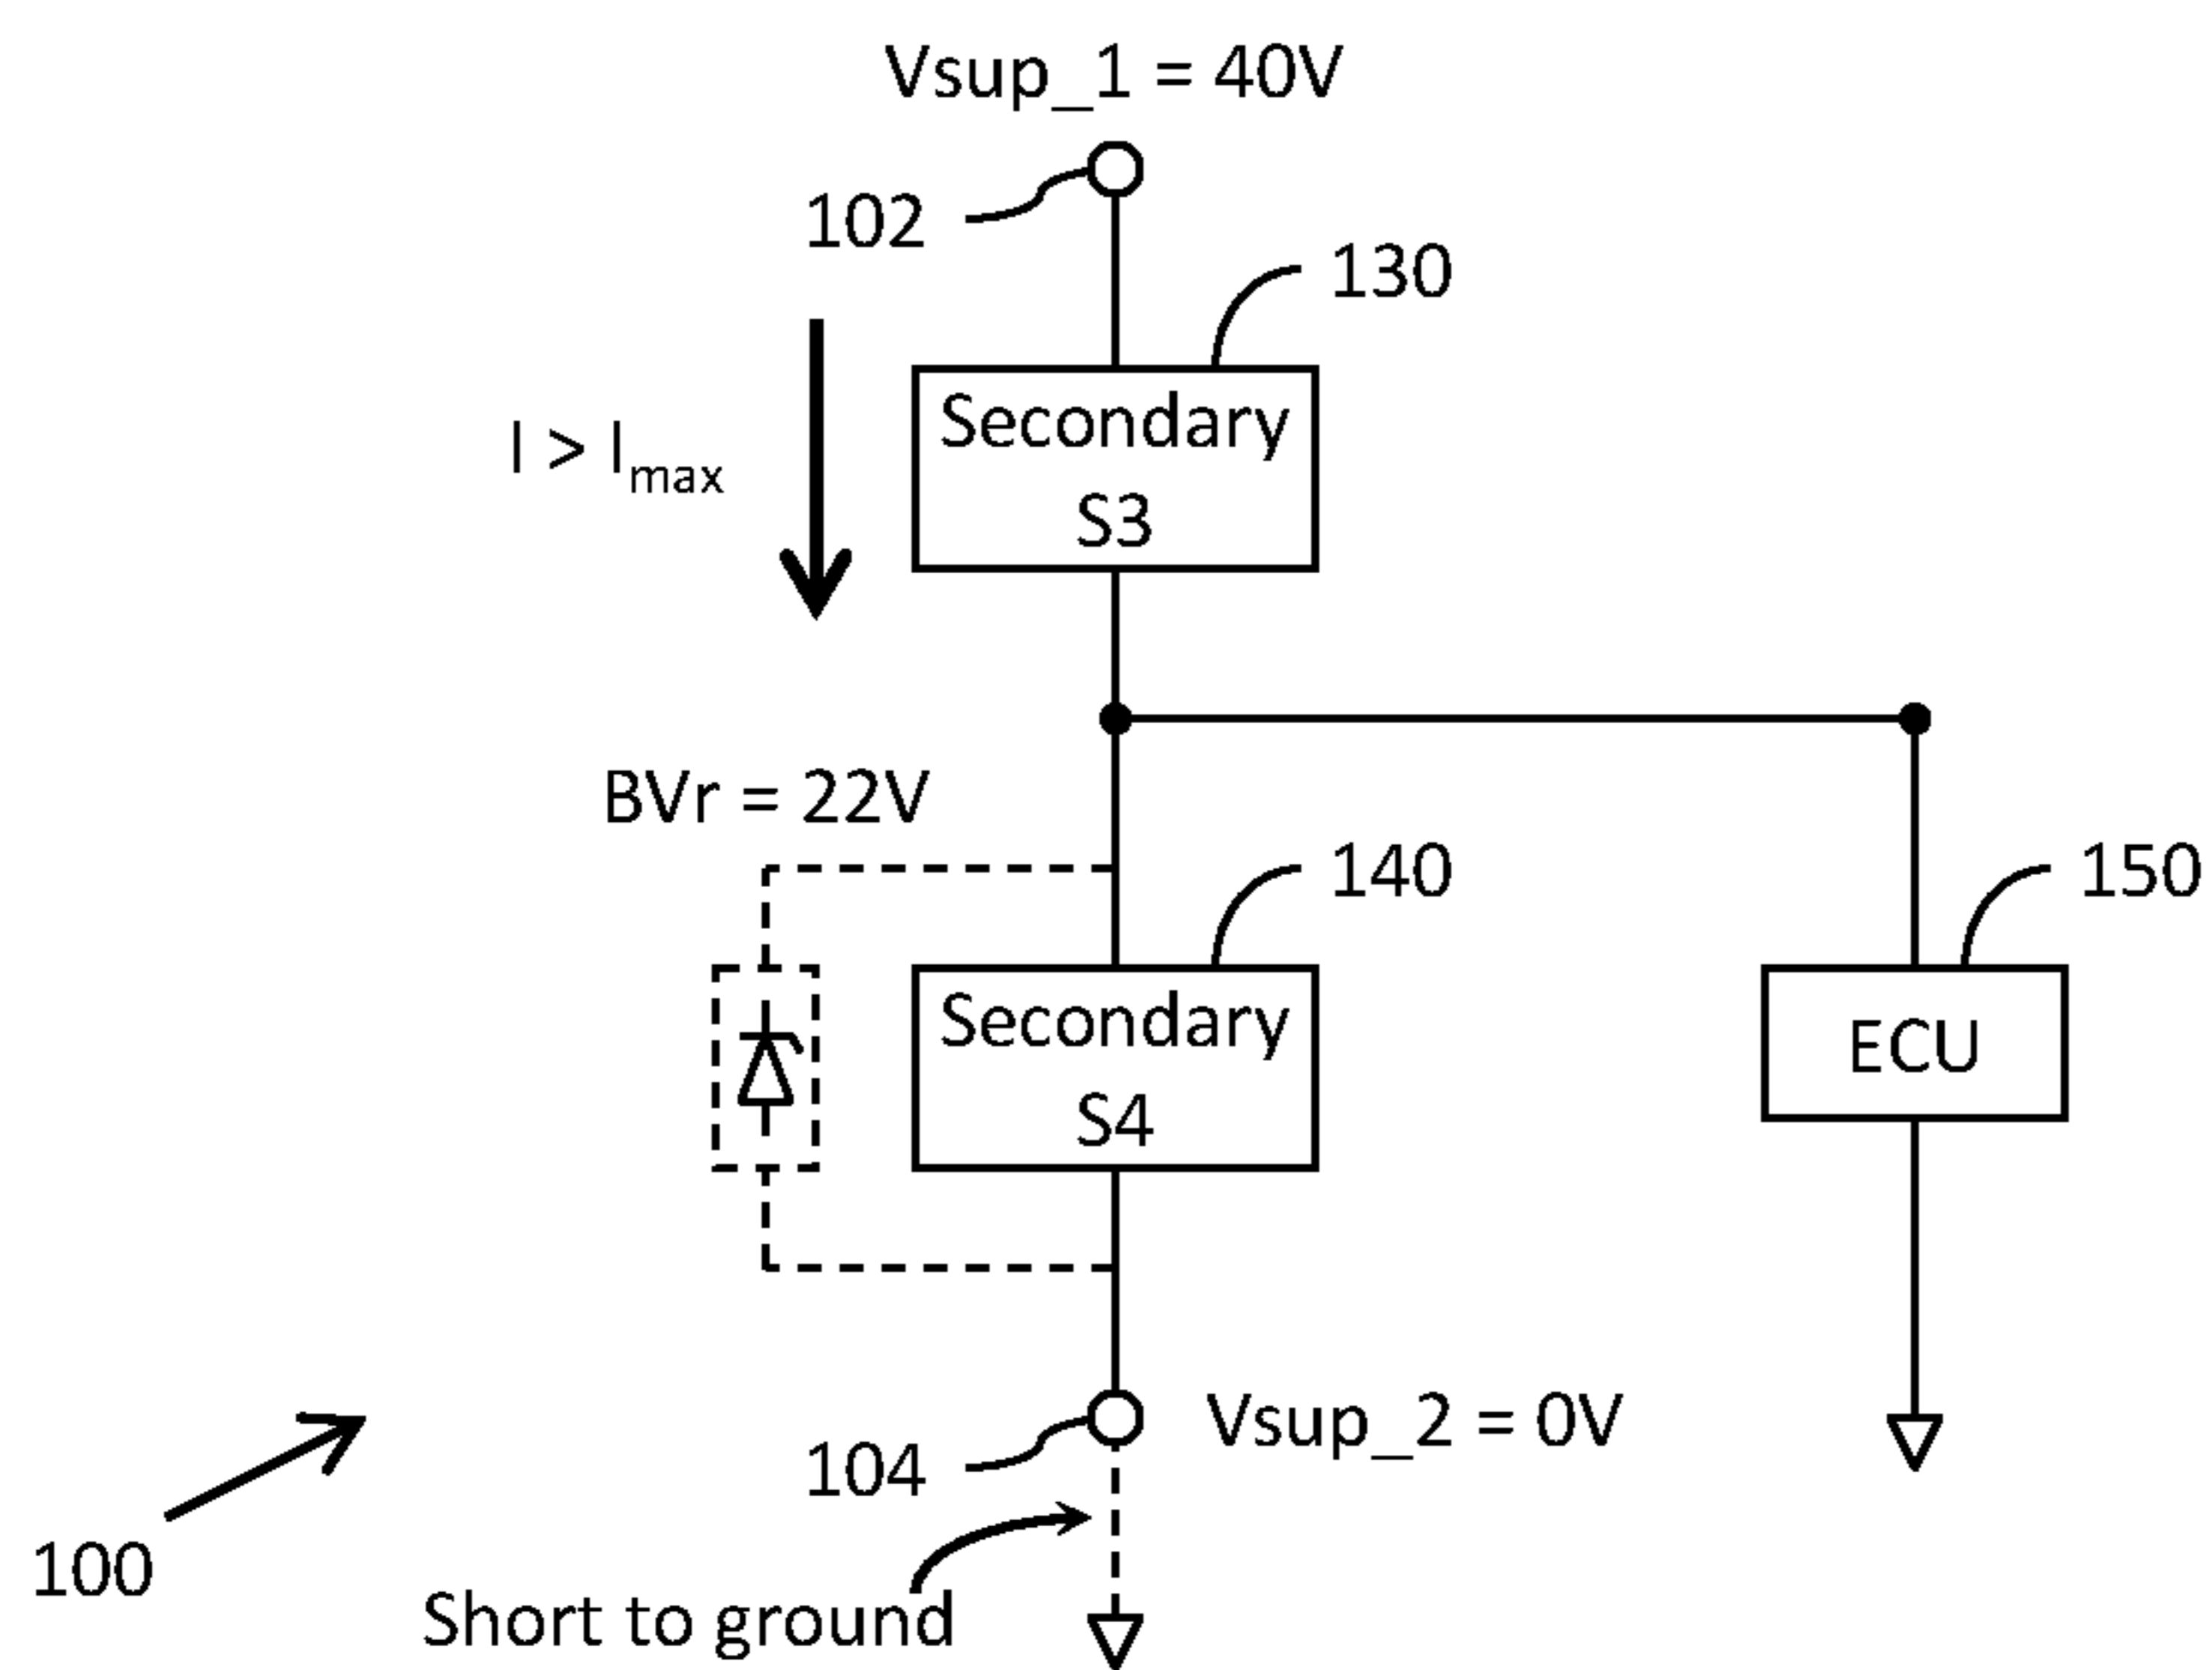 Vsup_1 = 40V
102
130
Secondary
S3
I > Imax
BVr = 22V
140
150
Secondary
S4
ECU
104
Vsup_2 = 0V
100
Short to ground